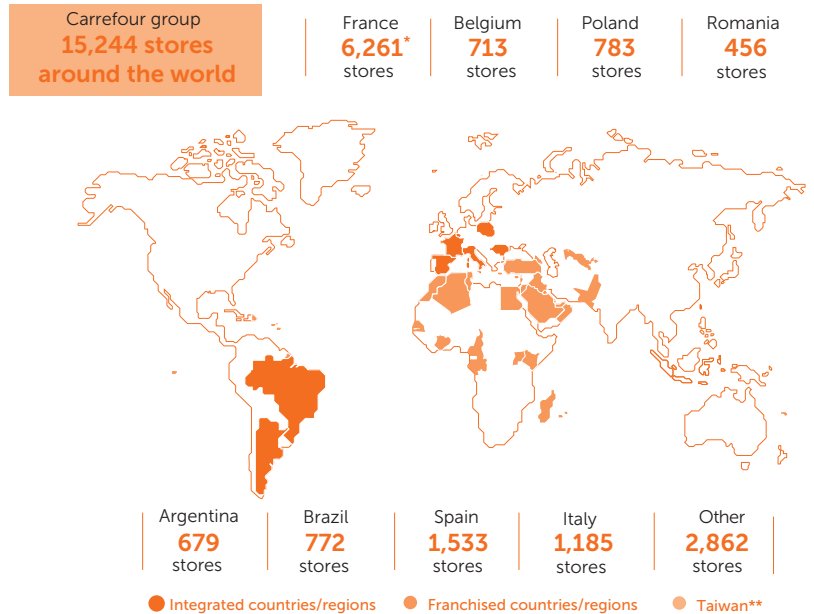 Carrefour group
15,244 stores
around the world
France
6,261*
stores
Belgium
713
stores
Poland
783
stores
Romania
456
stores
Argentina
679
stores
Brazil
772
stores
Spain
1,533
stores
Italy
1,185
stores
Other
2,862
stores
Integrated countries/regions
Franchised countries/regions
Taiwan**